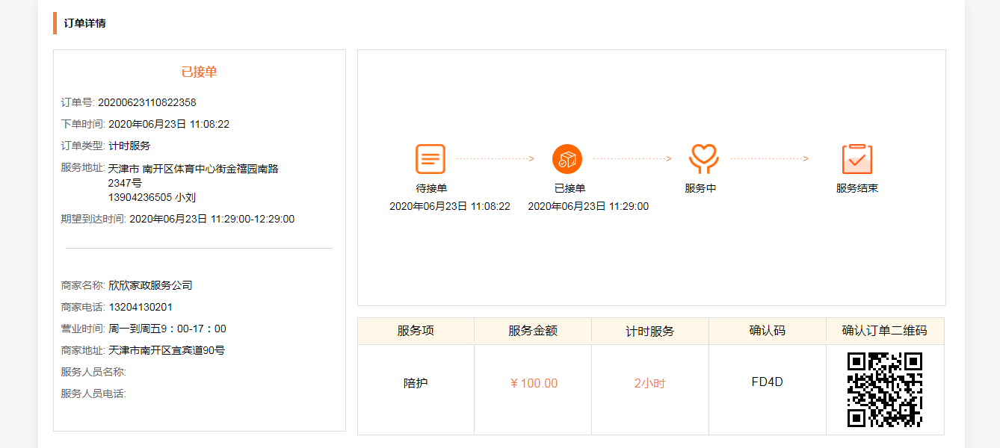 订单详情
已接单
订单号: 20200623110822358
下单时间: 2020年06月23日 11:08:22
订单类型: 计时服务
服务地址: 天津市 南开区体育中心街金禧园南路
2347号
13904236505 小刘
期望到达时间: 2020年06月23日 11:29:00-12:29:00
商家名称: 欣欣家政服务公司
商家电话: 13204130201
营业时间: 周一到周五9：00-17：00
商家地址: 天津市南开区宜宾道90号
服务人员名称:
服务人员电话:
待接单 已接单 服务中 服务结束
2020年06月23日 11:08:22 2020年06月23日 11:29:00
服务项 服务金额 计时服务 确认码 确认订单二维码
陪护 ￥100.00 2小时 FD4D